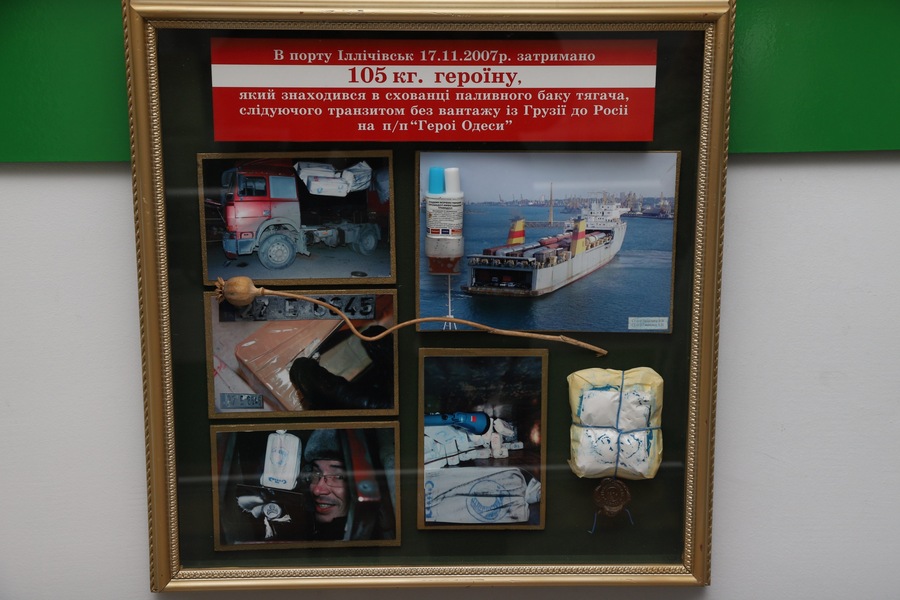 В порту Іллічівськ 17.11.2007р. затримано
105 кг. героїну,
який знаходився в схованці паливного баку тягача,
слідуючого транзитом без вантажу із Грузії до Росії
на п/п "Героі Одеси"